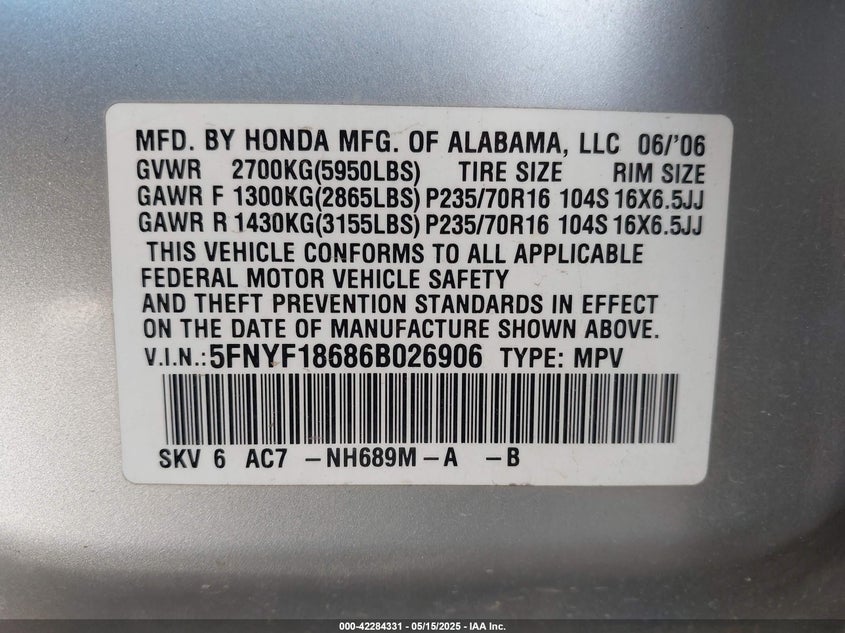 MFD. BY HONDA MFG. OF ALABAMA, LLC 06/'06
GVWR 2700KG(5950LBS) TIRE SIZE RIM SIZE
GAWR F 1300KG(2865LBS) P235/70R16 104S 16X6.5JJ
GAWR R 1430KG(3155LBS) P235/70R16 104S 16X6.5JJ
THIS VEHICLE CONFORMS TO ALL APPLICABLE
FEDERAL MOTOR VEHICLE SAFETY
AND THEFT PREVENTION STANDARDS IN EFFECT
ON THE DATE OF MANUFACTURE SHOWN ABOVE.
V.I.N.: 5FNYF18686B026906 TYPE: MPV
SKV 6 AC7 -NH689M-A -B
000-42284331 - 05/15/2025 - IAA Inc.